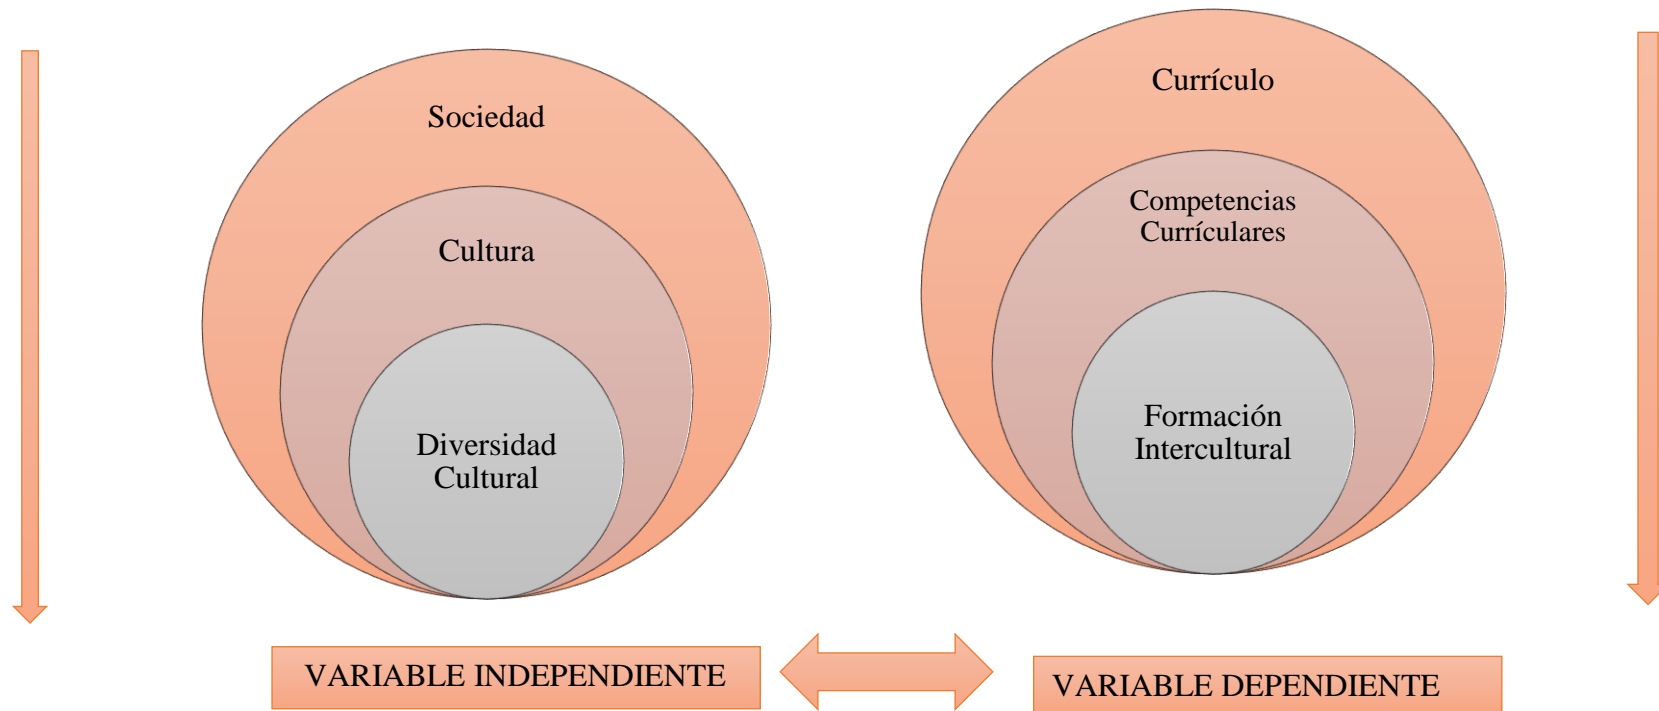 Sociedad
Cultura
Diversidad
Cultural
Currículo
Competencias
Currículares
Formación
Intercultural
VARIABLE INDEPENDIENTE
VARIABLE DEPENDIENTE